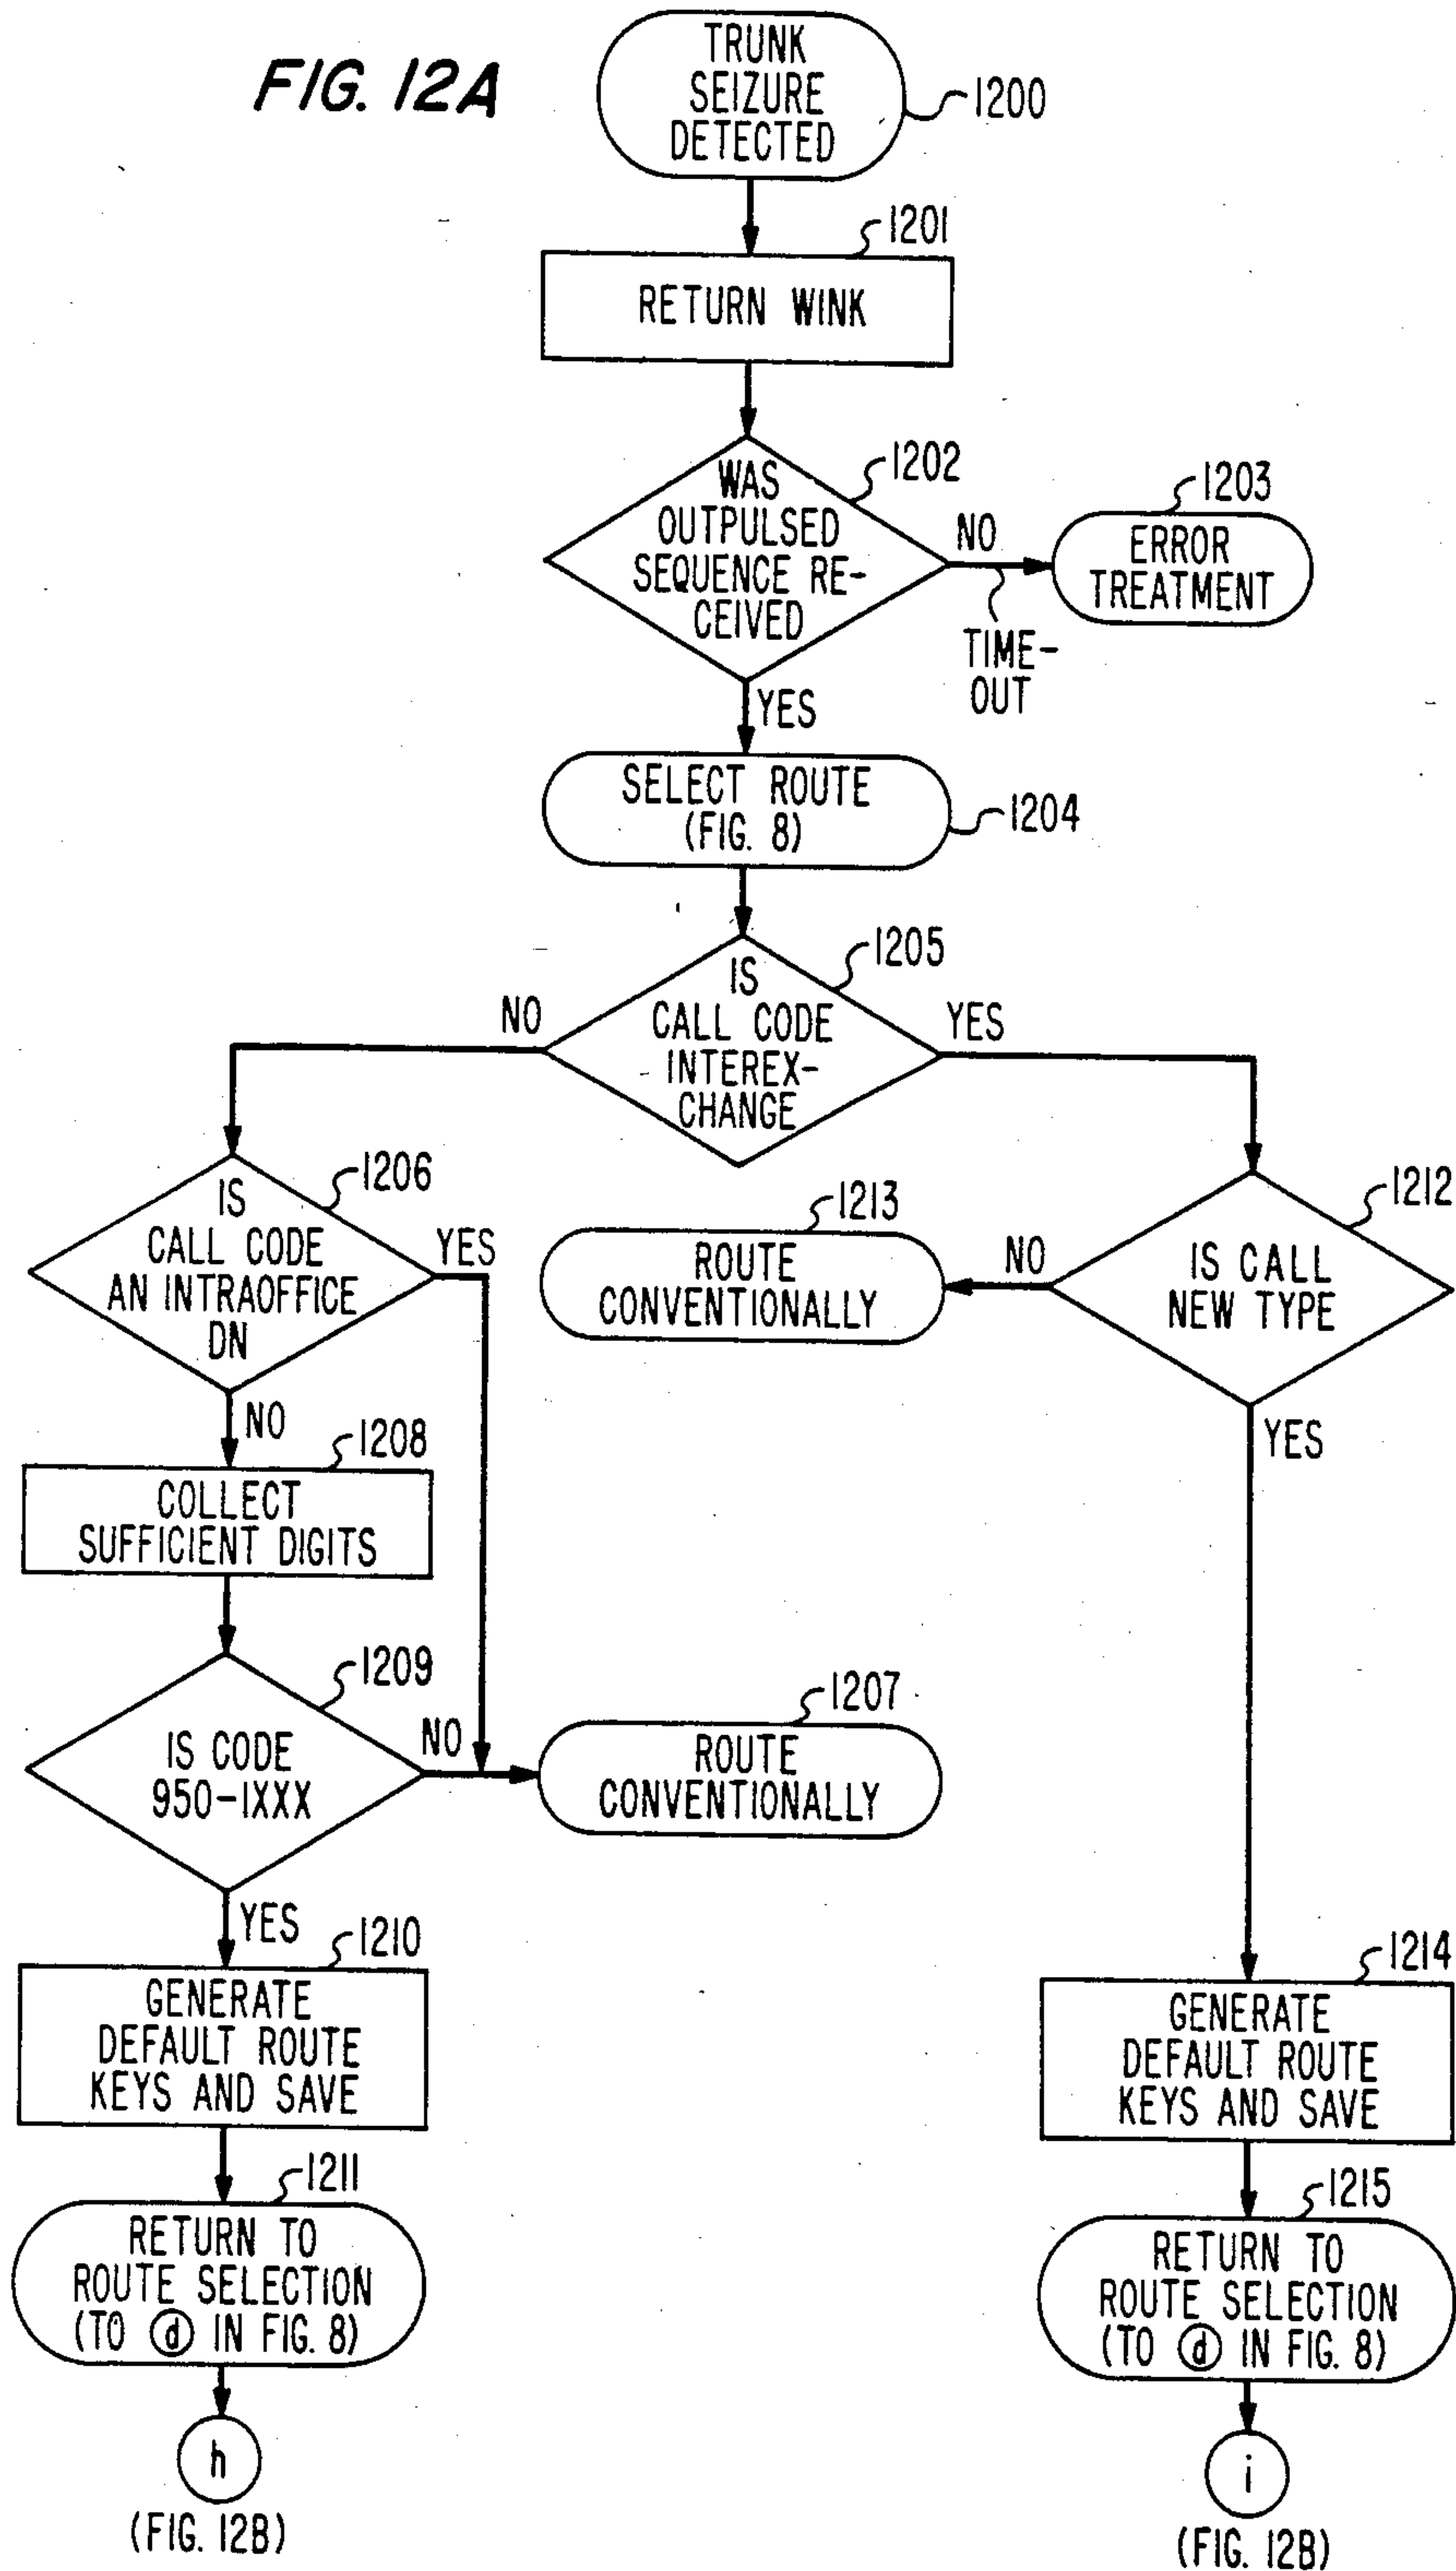 FIG. 12A
TRUNK
SEIZURE
DETECTED
1200
1201
RETURN WINK
1202
WAS
OUTPULSED
SEQUENCE RE-
CEIVED
NO
TIME-
OUT
1203
ERROR
TREATMENT
YES
SELECT ROUTE
(FIG. 8)
1204
1205
IS
CALL CODE
INTEREX-
CHANGE
NO
YES
1206
IS
CALL CODE
AN INTRAOFFICE
DN
YES
1213
ROUTE
CONVENTIONALLY
NO
1212
IS CALL
NEW TYPE
NO
YES
1208
COLLECT
SUFFICIENT DIGITS
1209
IS CODE
950-1XXX
NO
1207
ROUTE
CONVENTIONALLY
YES
1210
GENERATE
DEFAULT ROUTE
KEYS AND SAVE
1214
GENERATE
DEFAULT ROUTE
KEYS AND SAVE
1211
RETURN TO
ROUTE SELECTION
(TO d IN FIG. 8)
1215
RETURN TO
ROUTE SELECTION
(TO d IN FIG. 8)
h
(FIG. 12B)
i
(FIG. 12B)